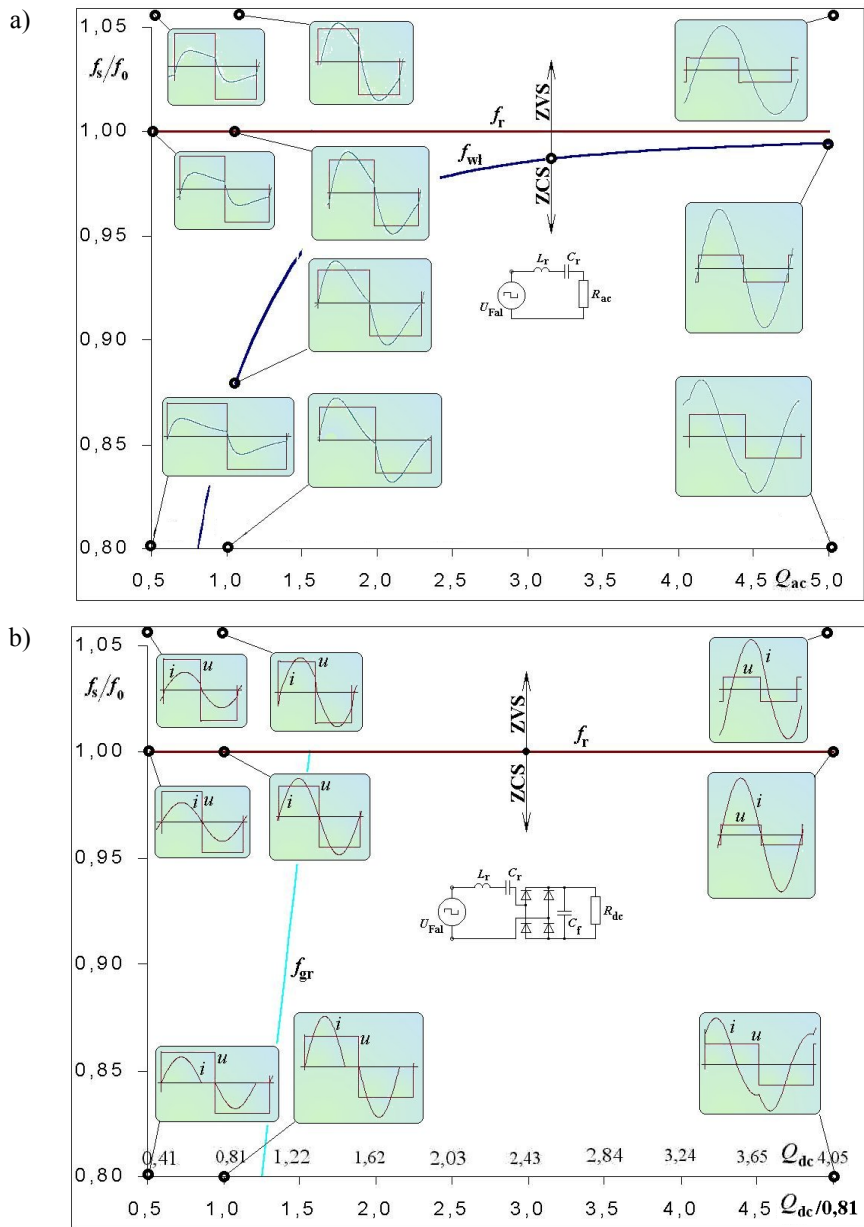 a)
1,05
f_s/f_0
ZVS
1,00
f_r
f_wł
ZCS
0,95
L_r C_r
U_Fal
R_ac
0,90
0,85
0,80
0,5 1,0 1,5 2,0 2,5 3,0 3,5 4,0 4,5 Q_ac 5,0
b)
1,05
i u
i u
u i
f_s/f_0
ZVS
1,00
f_r
i u
i u
u i
ZCS
0,95
L_r C_r
U_Fal
C_f
R_dc
f_gr
0,90
i u
i u
i u
0,85
0,41 0,81 1,22 1,62 2,03 2,43 2,84 3,24 3,65 Q_dc 4,05
0,80
0,5 1,0 1,5 2,0 2,5 3,0 3,5 4,0 4,5 Q_dc/0,81 5,0